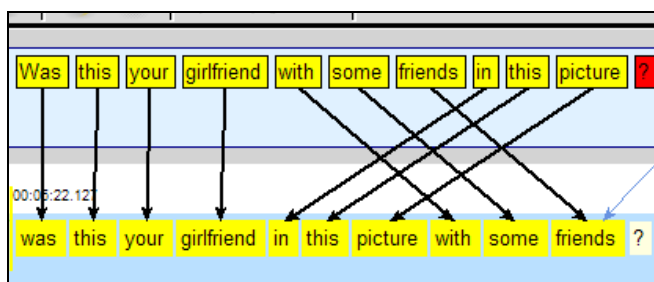 Was this your girlfriend with some friends in this picture ?
00:05:22.127
was this your girlfriend in this picture with some friends ?